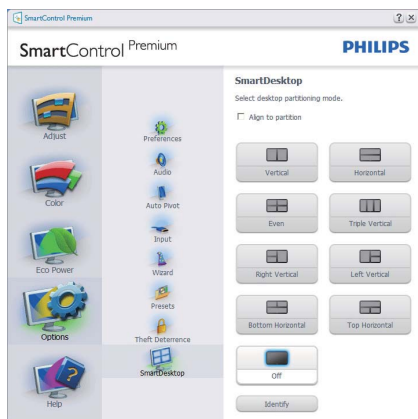 SmartControl Premium
SmartControl Premium
PHILIPS
Adjust
Color
Eco Power
Options
Help
Preferences
Audio
Auto Pivot
Input
Wizard
Presets
Theft Deterrence
SmartDesktop
SmartDesktop
Select desktop partitioning mode.
Align to partition
Vertical
Horizontal
Even
Triple Vertical
Right Vertical
Left Vertical
Bottom Horizontal
Top Horizontal
Off
Identify